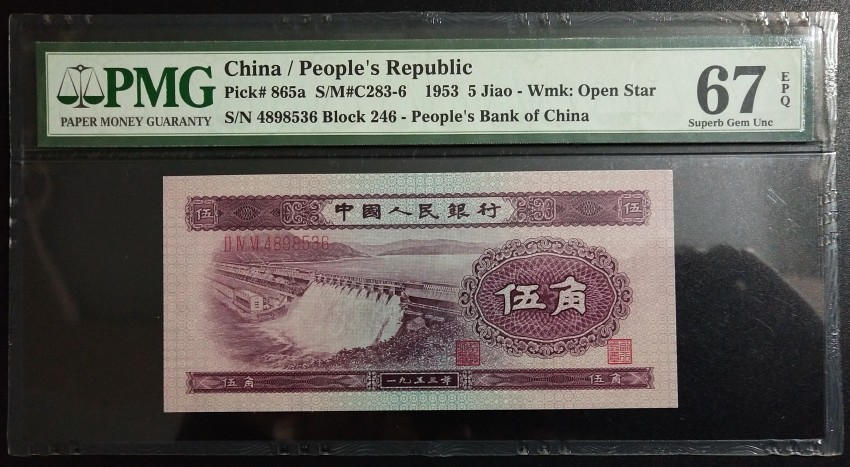 PMG
PAPER MONEY GUARANTY
China / People's Republic
Pick# 865a S/M#C283-6 1953 5 Jiao - Wmk: Open Star
S/N 4898536 Block 246 - People's Bank of China
67
EPQ
Superb Gem Unc
伍 中國人民銀行 伍
II IV VI 4898536
伍角
伍角 一九五三年 伍角